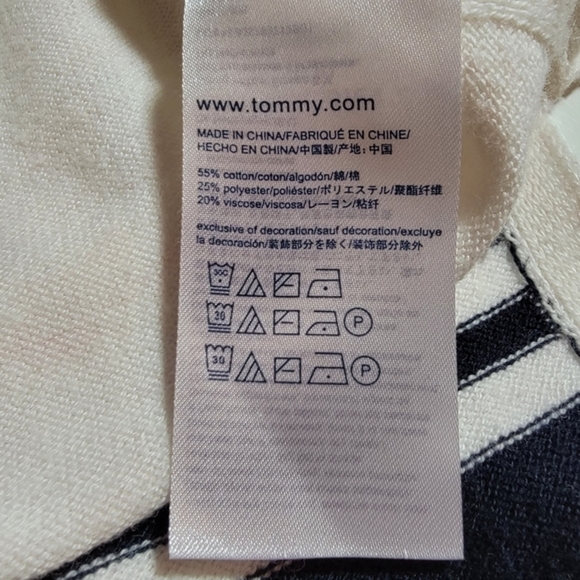 www.tommy.com
MADE IN CHINA/FABRIQUÉ EN CHINE/
HECHO EN CHINA/中国製/产地: 中国
55% cotton/coton/algodón/綿/棉
25% polyester/poliéster/ポリエステル/聚酯纤维
20% viscose/viscosa/レーヨン/粘纤
exclusive of decoration/sauf décoration/excluye
la decoración/装飾部分を除く/装饰部分除外
30C
30 P
30 P